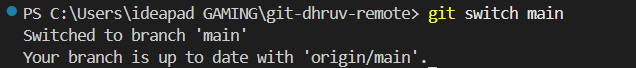 PS C:\Users\ideapad GAMING\git-dhruv-remote> git switch main
Switched to branch 'main'
Your branch is up to date with 'origin/main'.